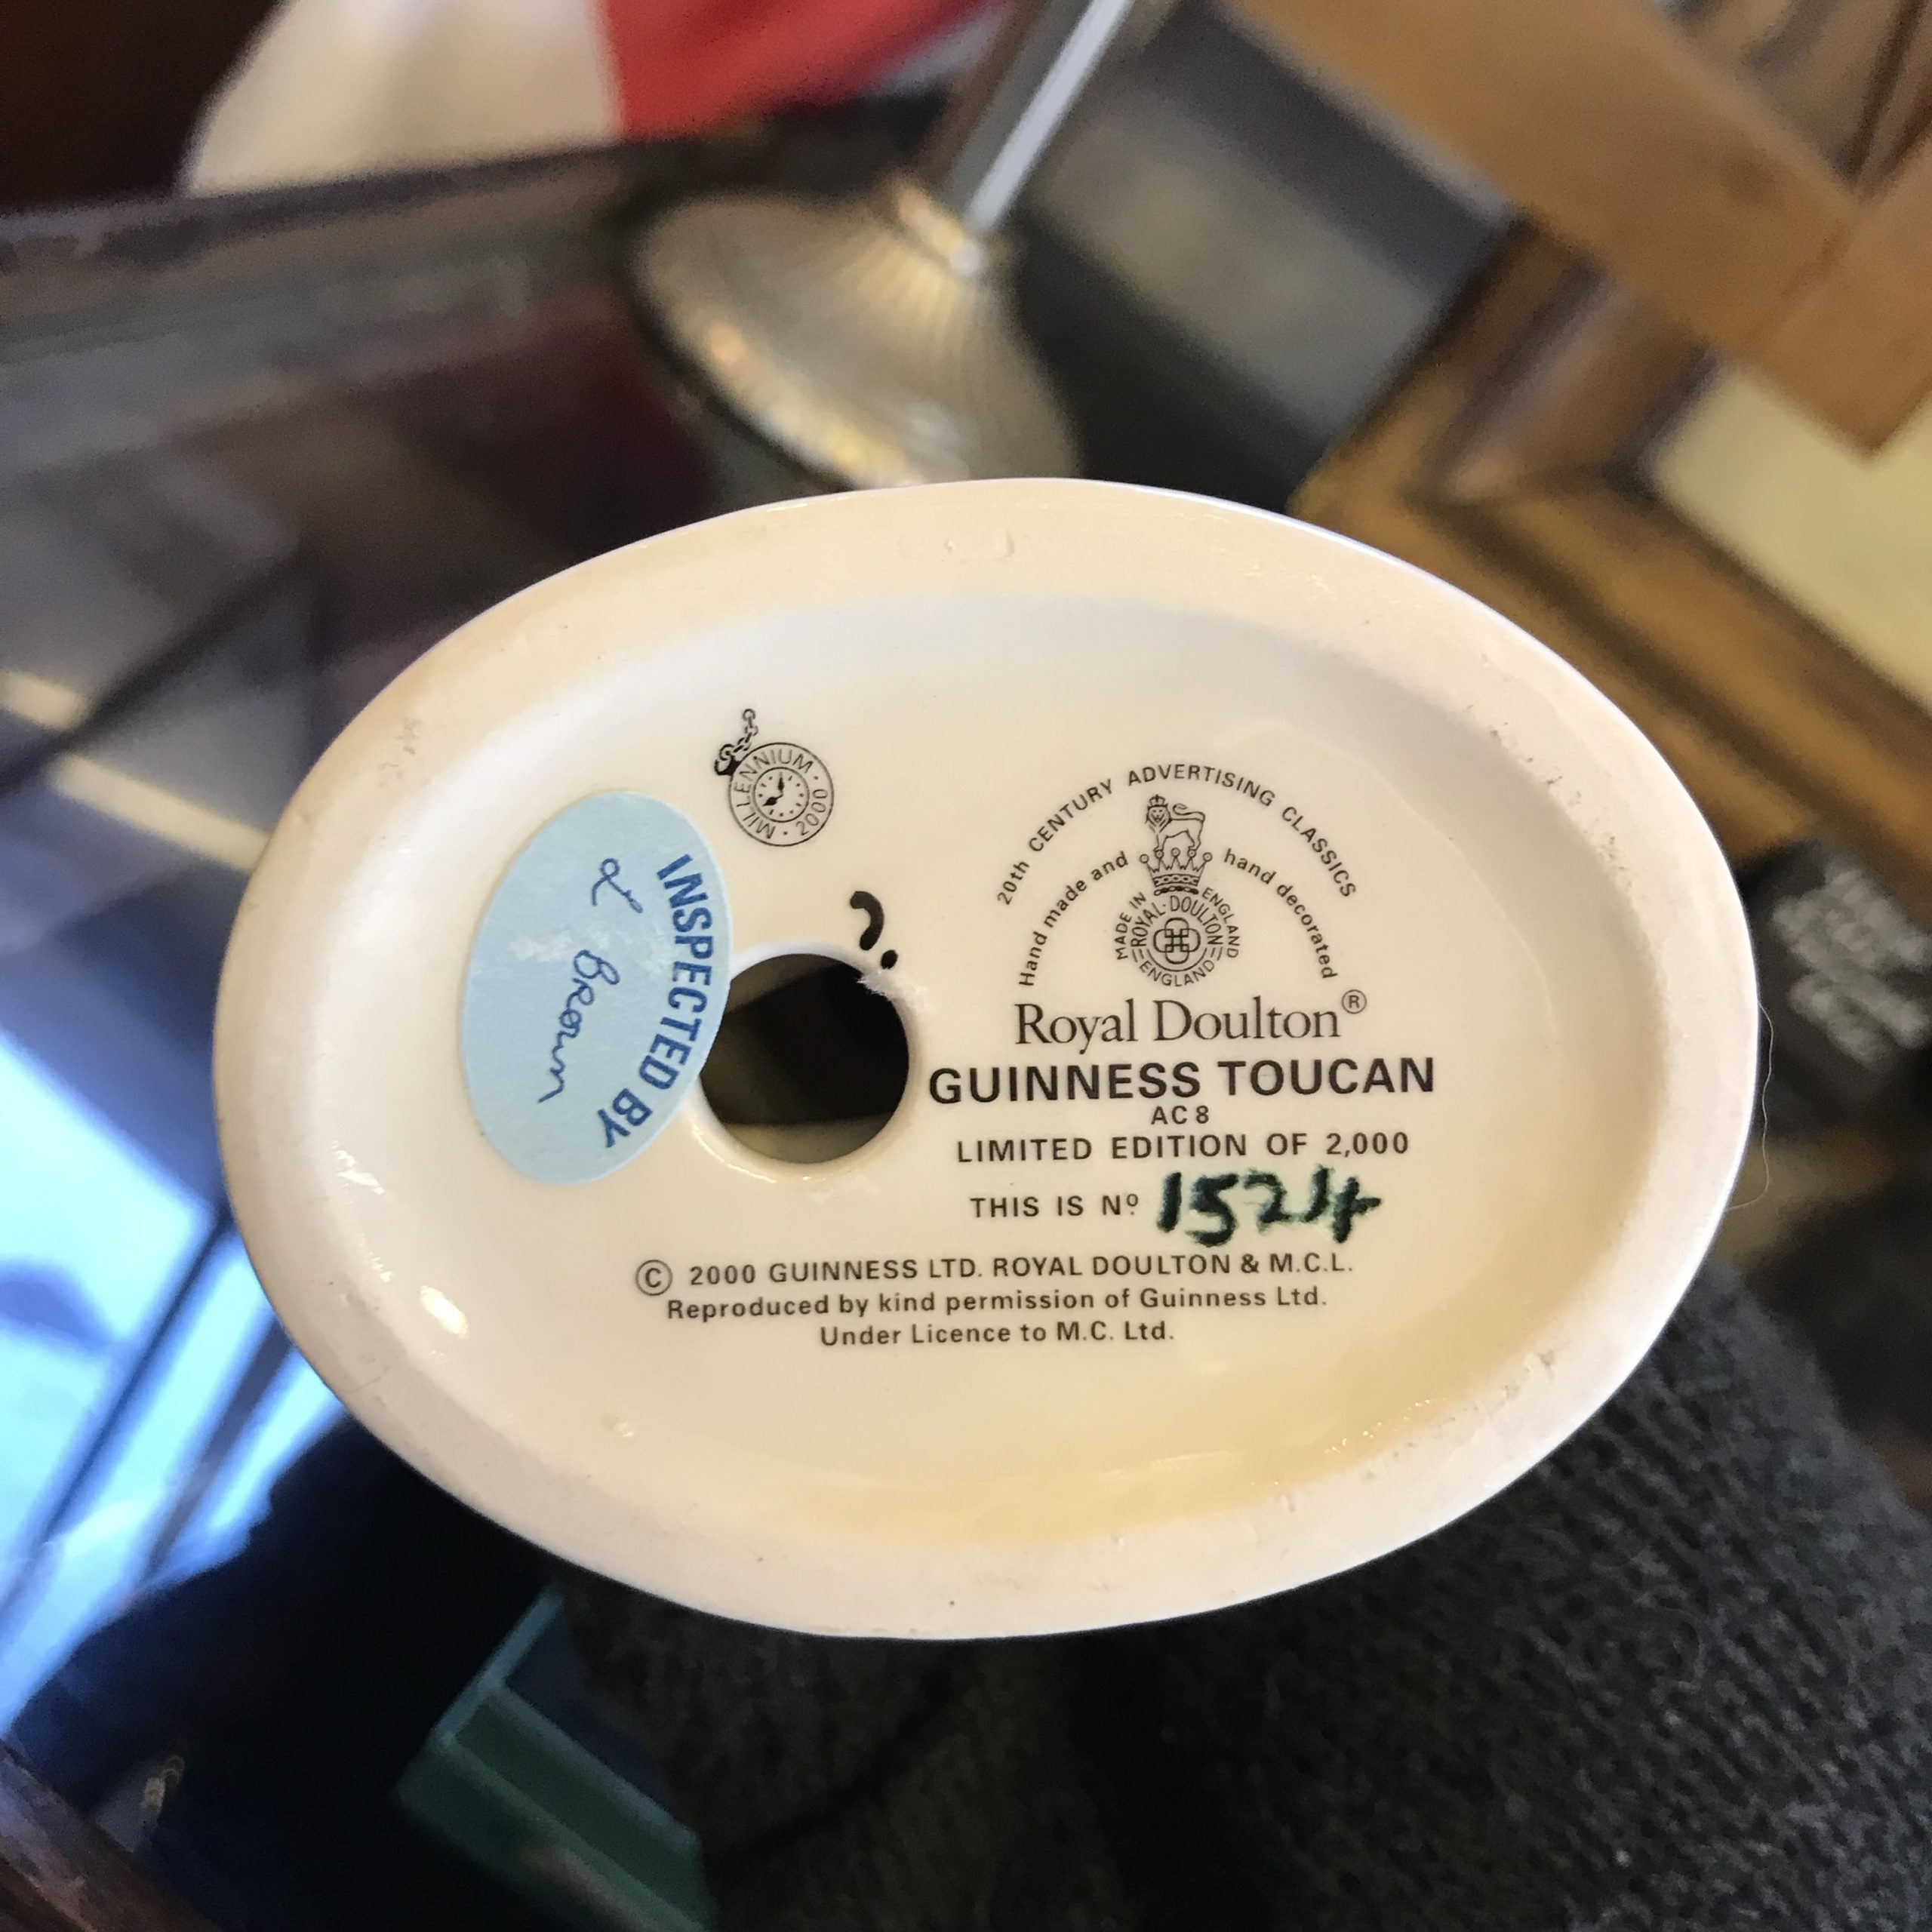 MILLENNIUM · 2000 ·
INSPECTED BY
L Brown
20th CENTURY ADVERTISING CLASSICS
Hand made and hand decorated
MADE IN ENGLAND
ROYAL·DOULTON
ENGLAND
Royal Doulton®
GUINNESS TOUCAN
AC 8
LIMITED EDITION OF 2,000
THIS IS Nº 1524
© 2000 GUINNESS LTD. ROYAL DOULTON & M.C.L.
Reproduced by kind permission of Guinness Ltd.
Under Licence to M.C. Ltd.